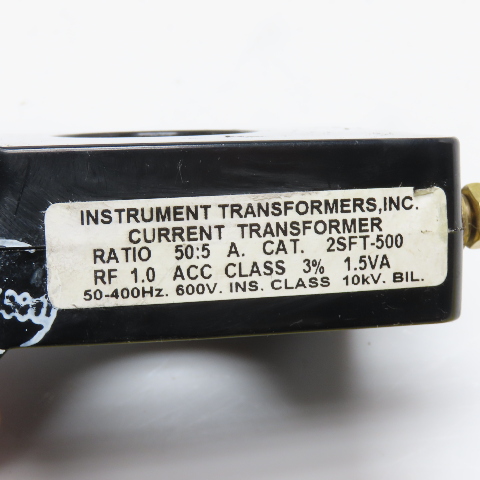 INSTRUMENT TRANSFORMERS,INC.
CURRENT TRANSFORMER
RATIO 50:5 A. CAT. 2SFT-500
RF 1.0 ACC CLASS 3% 1.5VA
50-400Hz. 600V. INS. CLASS 10kV. BIL.